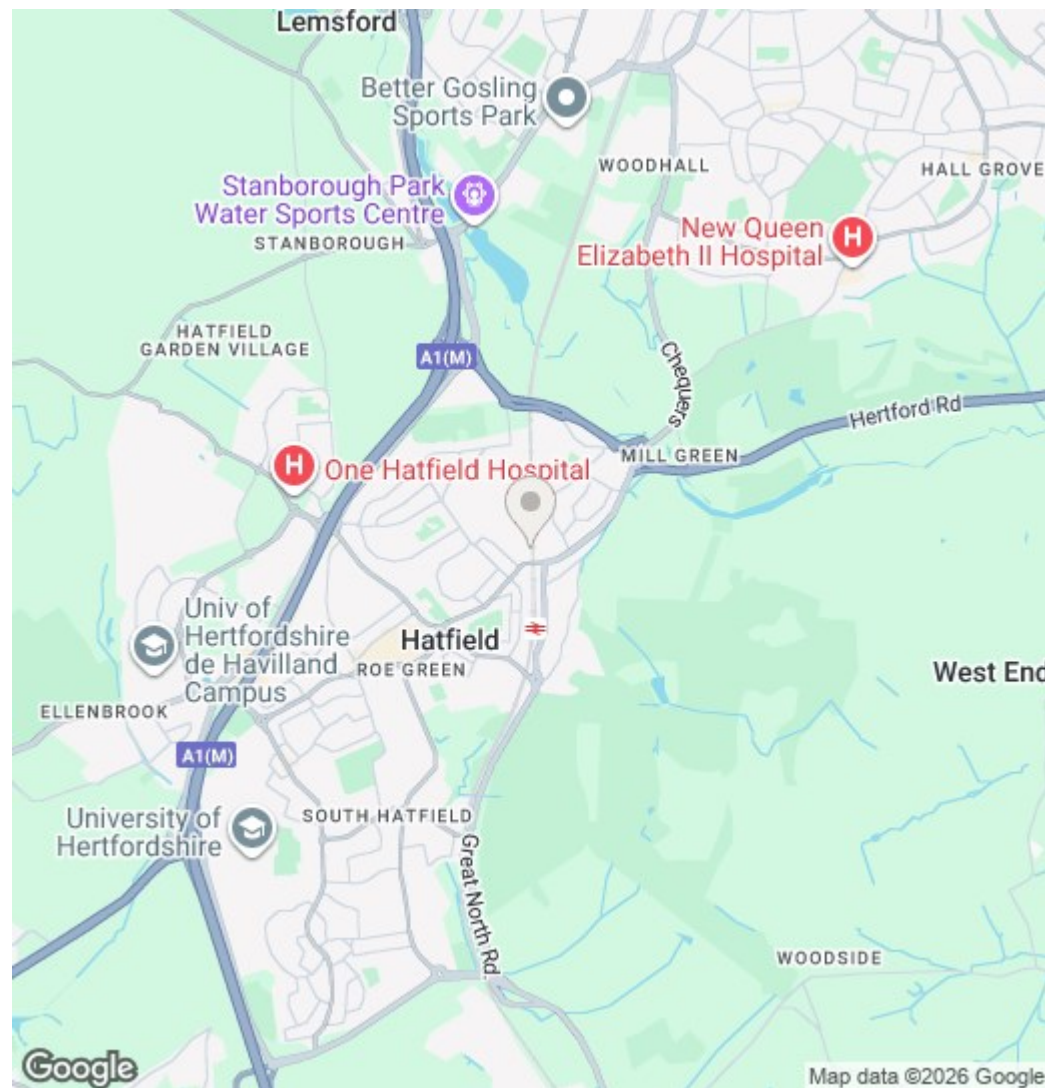 Lemsford
Better Gosling
Sports Park
WOODHALL
HALL GROVE
Stanborough Park
Water Sports Centre
STANBOROUGH
New Queen
Elizabeth II Hospital
H
HATFIELD
GARDEN VILLAGE
A1(M)
Chequers
Hertford Rd
MILL GREEN
H
One Hatfield Hospital
Univ of
Hertfordshire
de Havilland
Campus
Hatfield
ROE GREEN
West End
ELLENBROOK
A1(M)
University of
Hertfordshire
SOUTH HATFIELD
Great North Rd
WOODSIDE
Google
Map data ©2026 Google